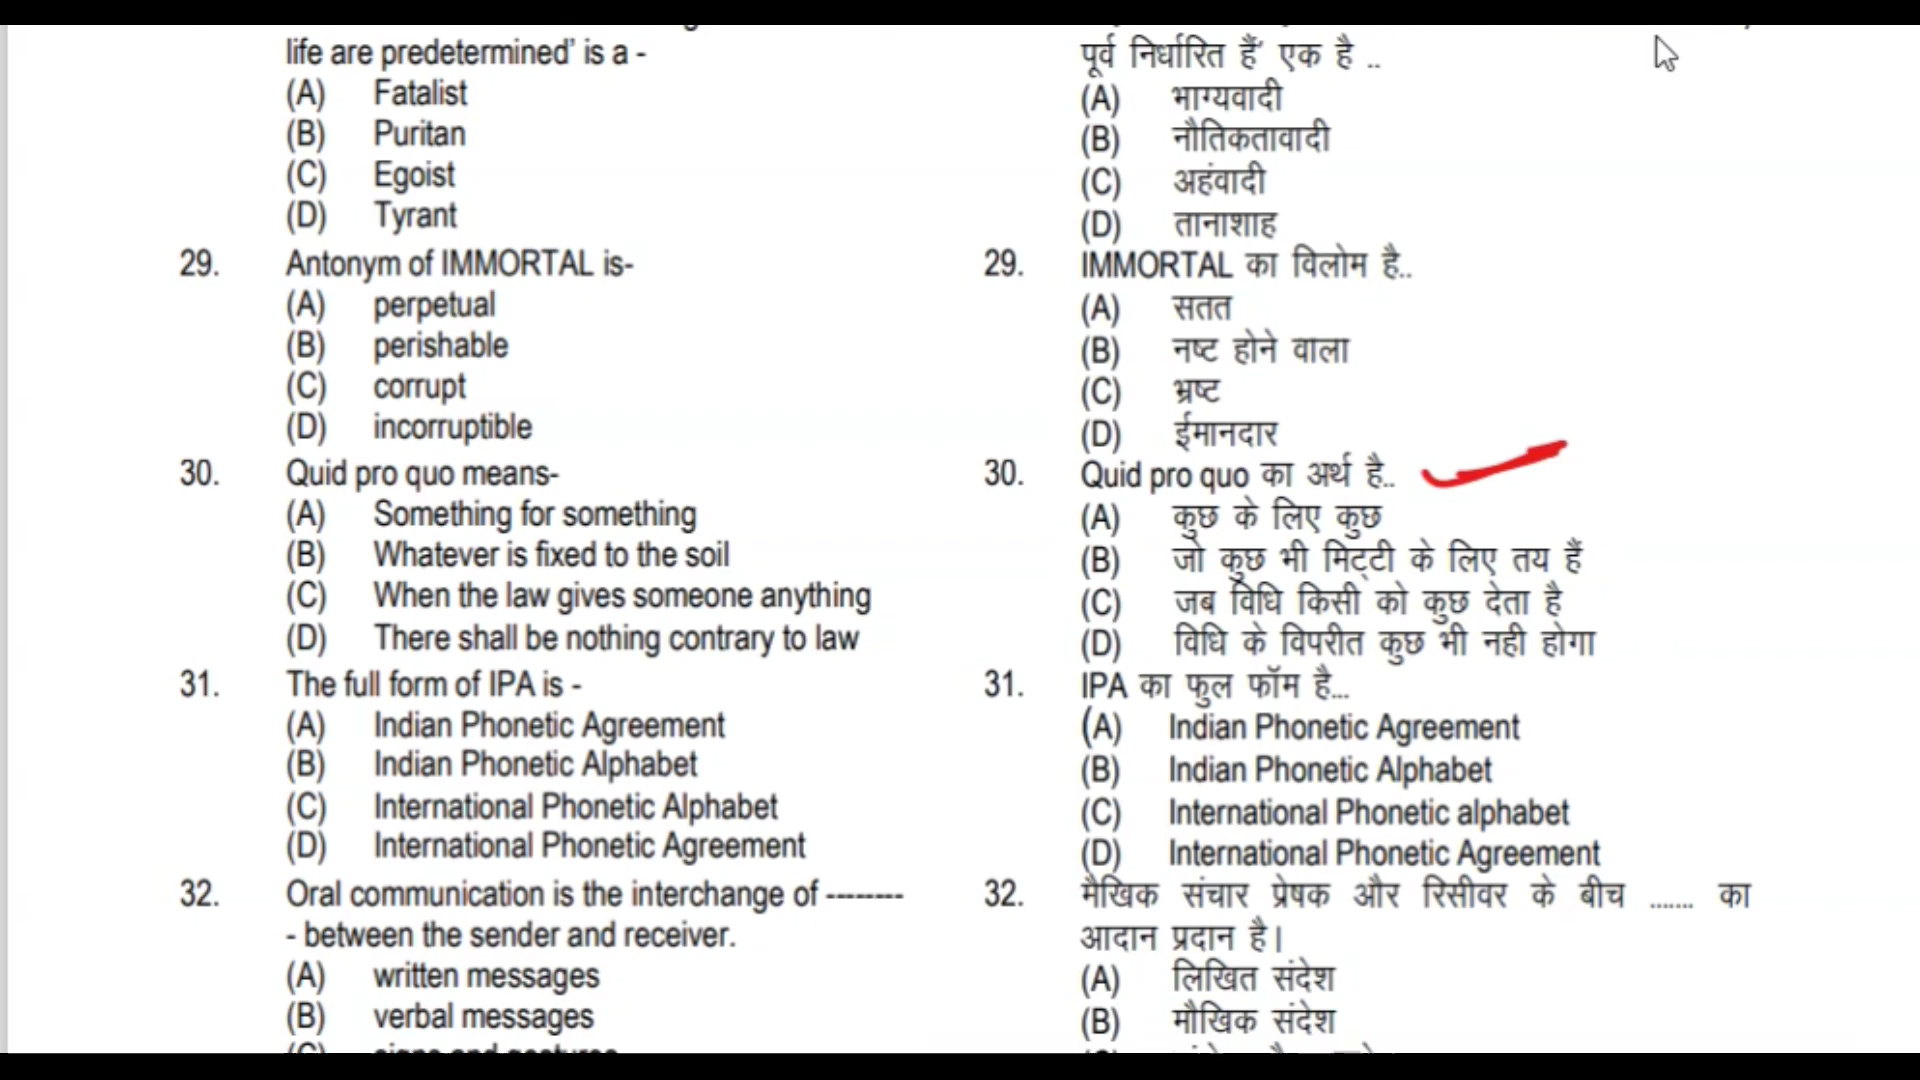 life are predetermined' is a -
(A) Fatalist
(B) Puritan
(C) Egoist
(D) Tyrant
29. Antonym of IMMORTAL is-
(A) perpetual
(B) perishable
(C) corrupt
(D) incorruptible
30. Quid pro quo means-
(A) Something for something
(B) Whatever is fixed to the soil
(C) When the law gives someone anything
(D) There shall be nothing contrary to law
31. The full form of IPA is -
(A) Indian Phonetic Agreement
(B) Indian Phonetic Alphabet
(C) International Phonetic Alphabet
(D) International Phonetic Agreement
32. Oral communication is the interchange of --------
- between the sender and receiver.
(A) written messages
(B) verbal messages
(C) signs and gestures
पूर्व निर्धारित हैं' एक है ..
(A) भाग्यवादी
(B) नौतिकतावादी
(C) अहंवादी
(D) तानाशाह
29. IMMORTAL का विलोम है..
(A) सतत
(B) नष्ट होने वाला
(C) भ्रष्ट
(D) ईमानदार
30. Quid pro quo का अर्थ है..
(A) कुछ के लिए कुछ
(B) जो कुछ भी मिट्टी के लिए तय हैं
(C) जब विधि किसी को कुछ देता है
(D) विधि के विपरीत कुछ भी नही होगा
31. IPA का फुल फॉम है...
(A) Indian Phonetic Agreement
(B) Indian Phonetic Alphabet
(C) International Phonetic alphabet
(D) International Phonetic Agreement
32. मैखिक संचार प्रेषक और रिसीवर के बीच ....... का
आदान प्रदान है।
(A) लिखित संदेश
(B) मौखिक संदेश